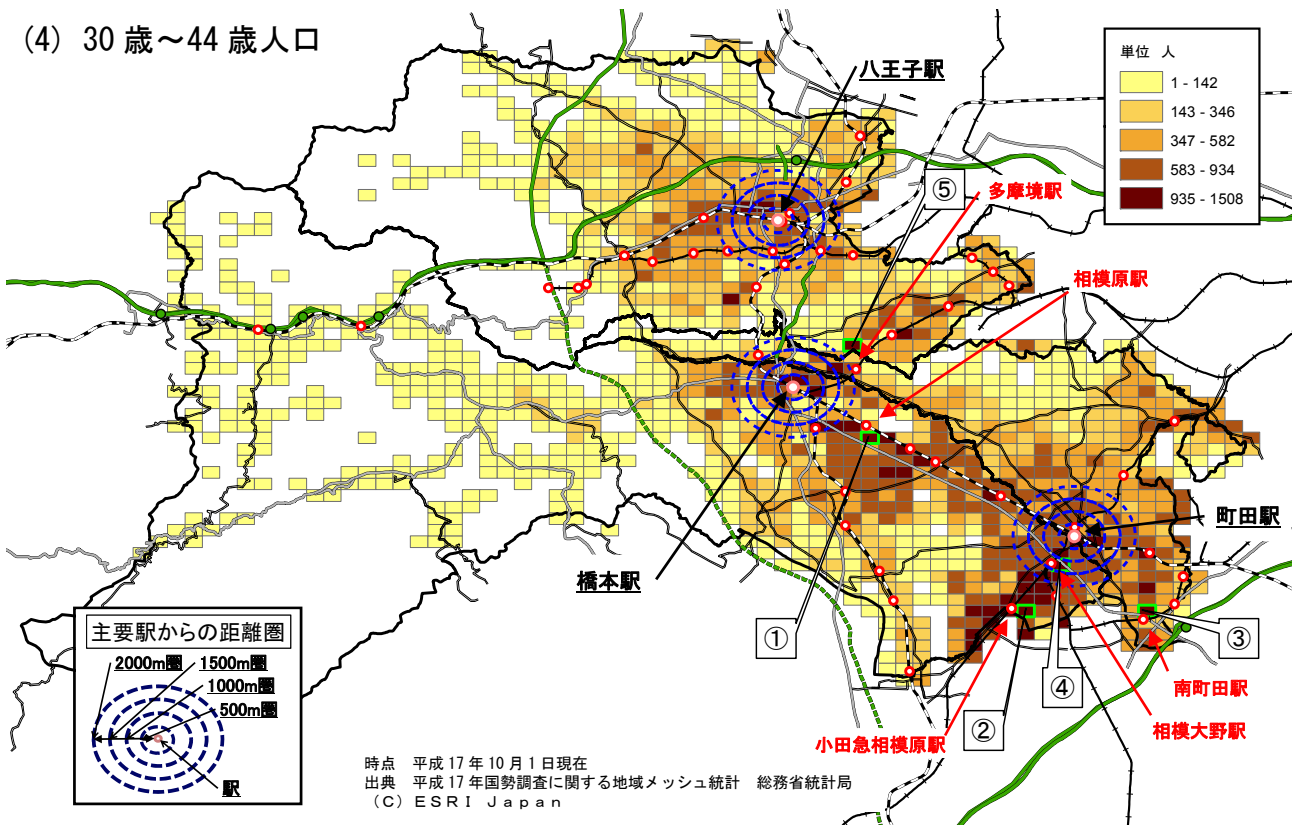 (4) 30歳～44歳人口
単位 人
1 - 142
143 - 346
347 - 582
583 - 934
935 - 1508
八王子駅
⑤
多摩境駅
相模原駅
町田駅
橋本駅
①
②
③
④
南町田駅
相模大野駅
小田急相模原駅
主要駅からの距離圏
2000m圏
1500m圏
1000m圏
500m圏
駅
時点 平成17年10月1日現在
出典 平成17年国勢調査に関する地域メッシュ統計 総務省統計局
(C) ESRI Japan